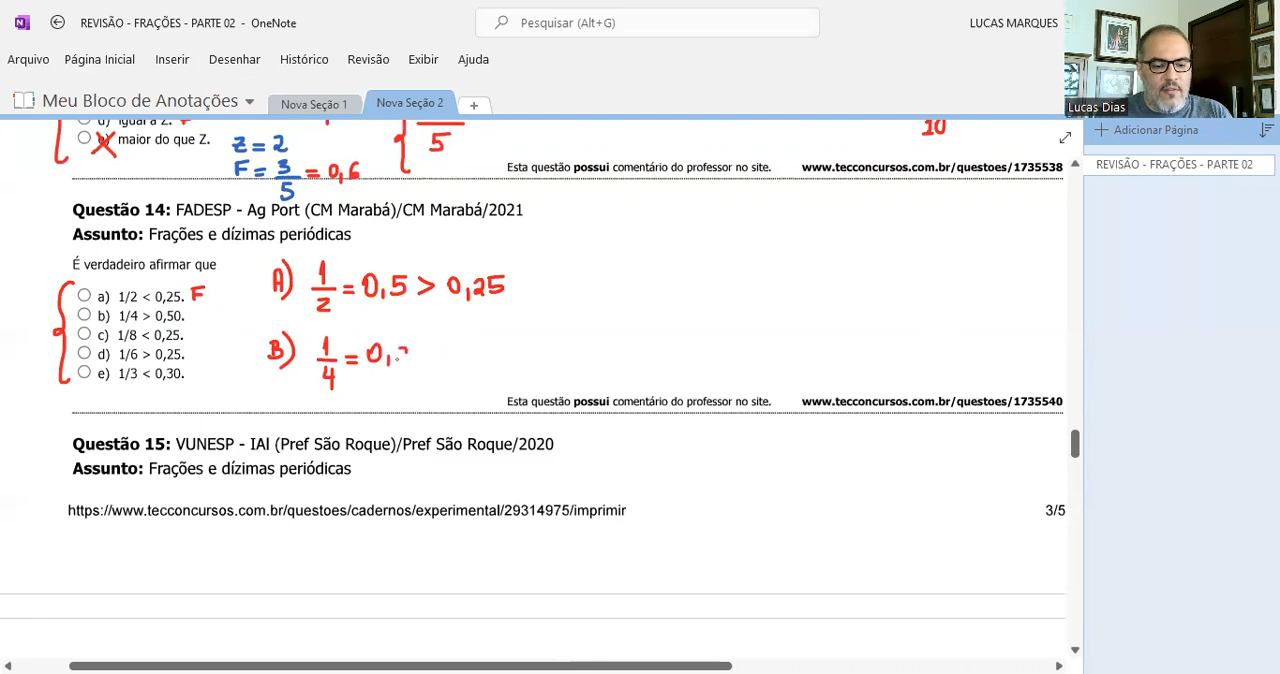 REVISÃO - FRAÇÕES - PARTE 02 - OneNote
Pesquisar (Alt+G)
LUCAS MARQUES
Arquivo Página Inicial Inserir Desenhar Histórico Revisão Exibir Ajuda
Meu Bloco de Anotações
Nova Seção 1
Nova Seção 2
Lucas Dias
Adicionar Página
REVISÃO - FRAÇÕES - PARTE 02
d) igual a Z. F
e) maior do que Z.
Z = 2
F = 3/5 = 0,6
5
10
Esta questão possui comentário do professor no site. www.tecconcursos.com.br/questoes/1735538
Questão 14: FADESP - Ag Port (CM Marabá)/CM Marabá/2021
Assunto: Frações e dízimas periódicas
É verdadeiro afirmar que
a) 1/2 < 0,25. F
b) 1/4 > 0,50.
c) 1/8 < 0,25.
d) 1/6 > 0,25.
e) 1/3 < 0,30.
A) 1/2 = 0,5 > 0,25
B) 1/4 = 0,
Esta questão possui comentário do professor no site. www.tecconcursos.com.br/questoes/1735540
Questão 15: VUNESP - IAl (Pref São Roque)/Pref São Roque/2020
Assunto: Frações e dízimas periódicas
https://www.tecconcursos.com.br/questoes/cadernos/experimental/29314975/imprimir 3/5